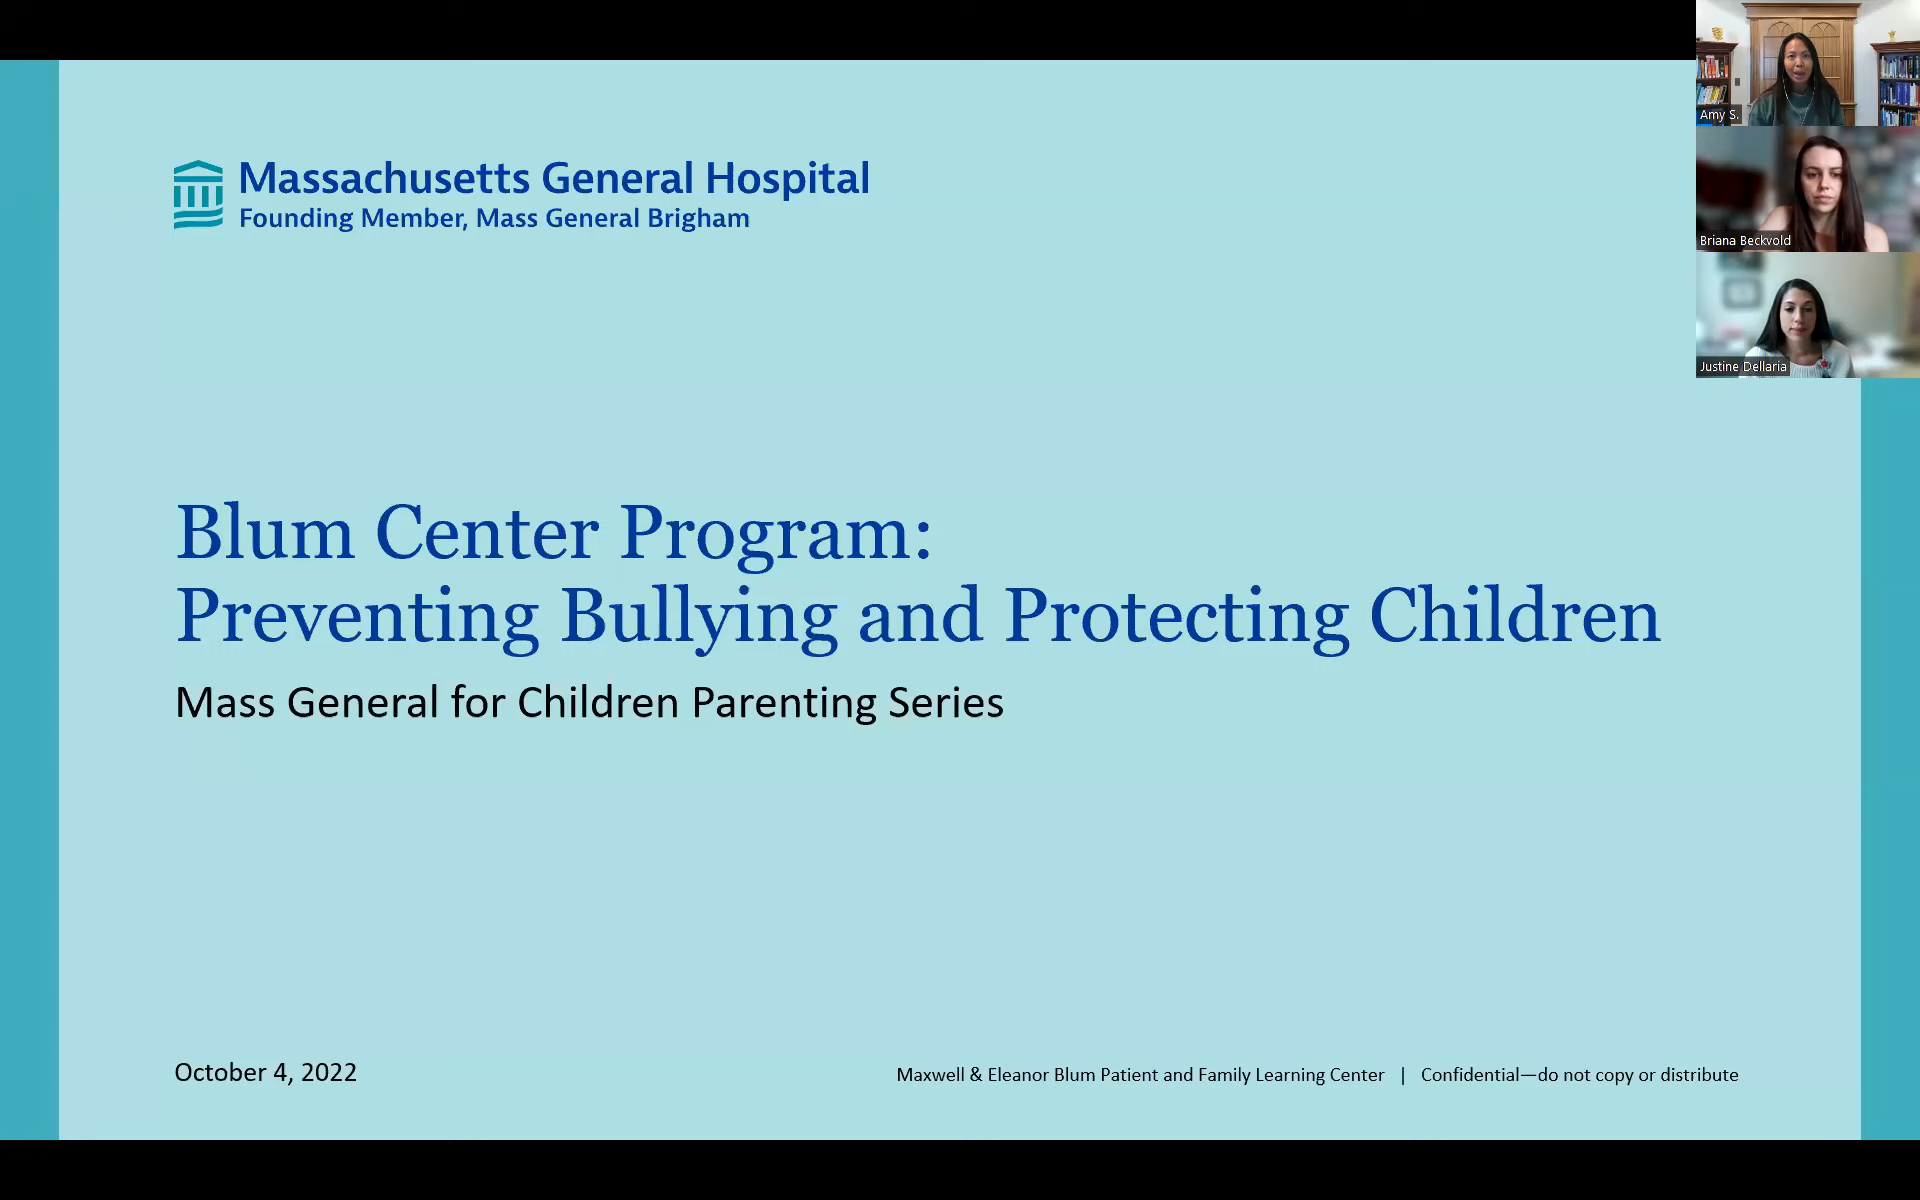 Massachusetts General Hospital
Founding Member, Mass General Brigham
Amy S.
Briana Beckvold
Justine Dellaria
Blum Center Program:
Preventing Bullying and Protecting Children
Mass General for Children Parenting Series
October 4, 2022
Maxwell & Eleanor Blum Patient and Family Learning Center | Confidential—do not copy or distribute